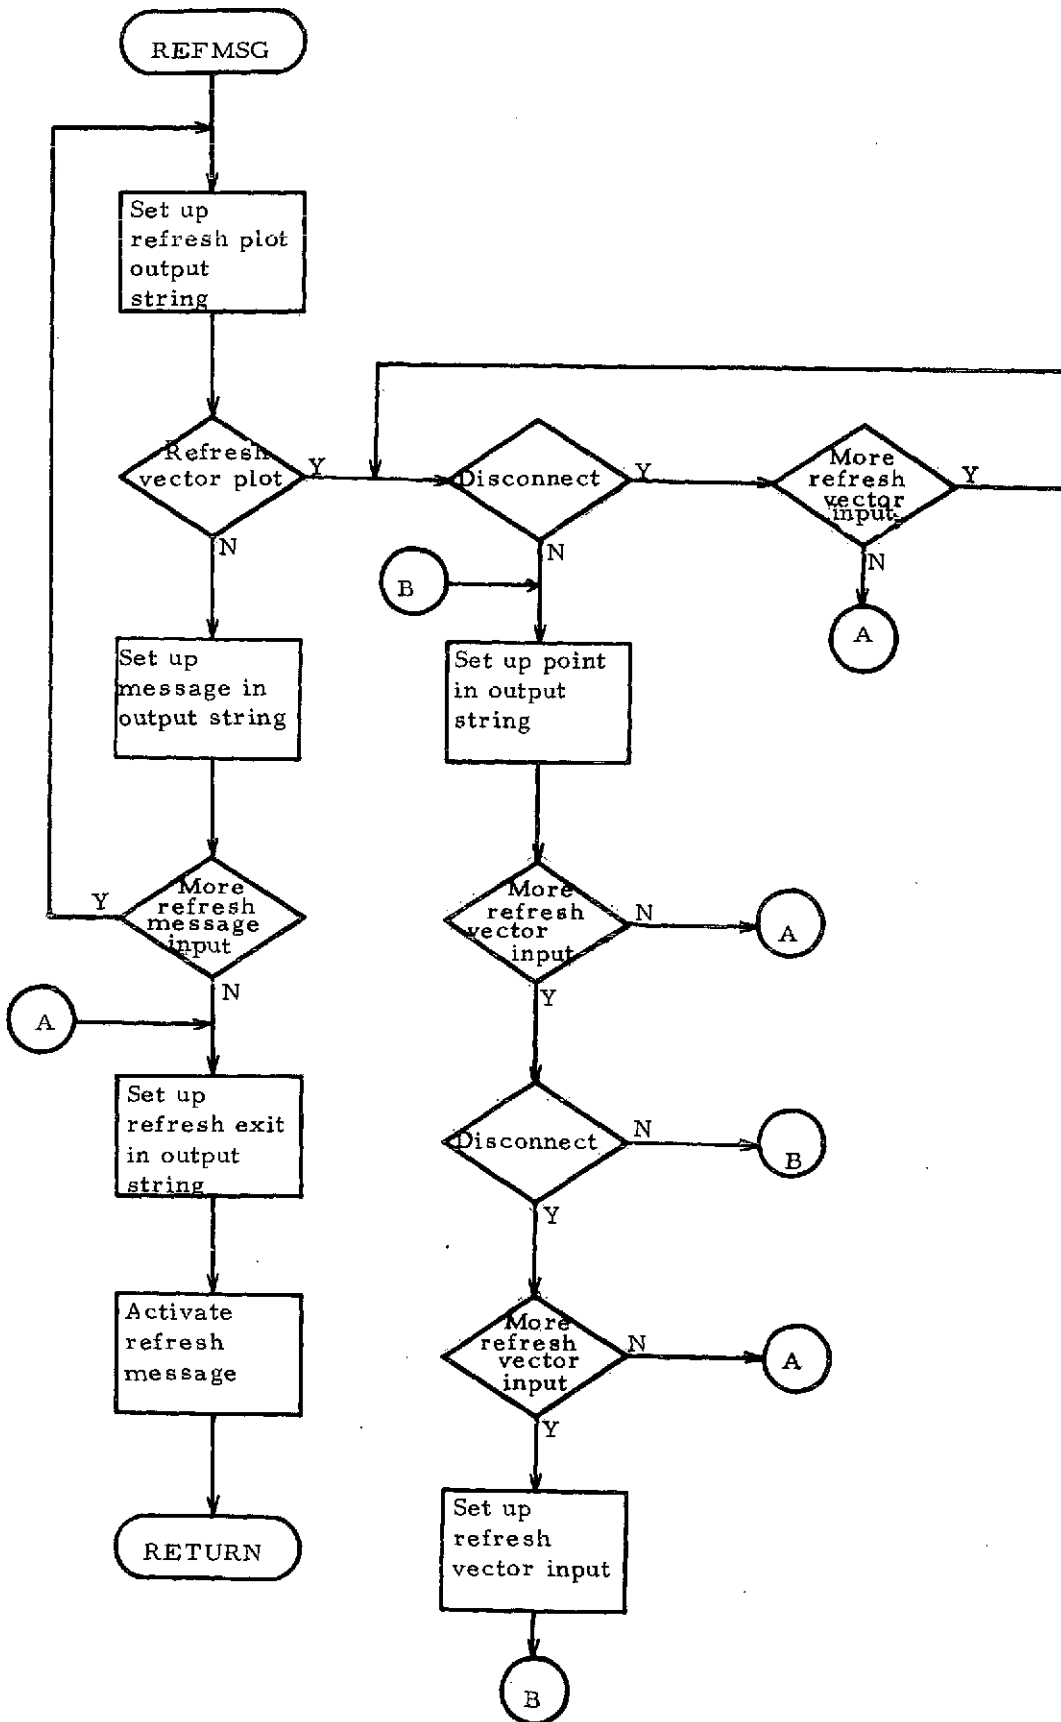 REFMSG
Set up
refresh plot
output
string
Refresh
vector plot
Y
N
Disconnect
Y
N
More
refresh
vector
input
Y
N
A
B
Set up
message in
output string
Set up point
in output
string
More
refresh
message
input
Y
N
More
refresh
vector
input
N
A
Y
A
Set up
refresh exit
in output
string
Disconnect
N
B
Y
Activate
refresh
message
More
refresh
vector
input
N
A
Y
RETURN
Set up
refresh
vector input
B